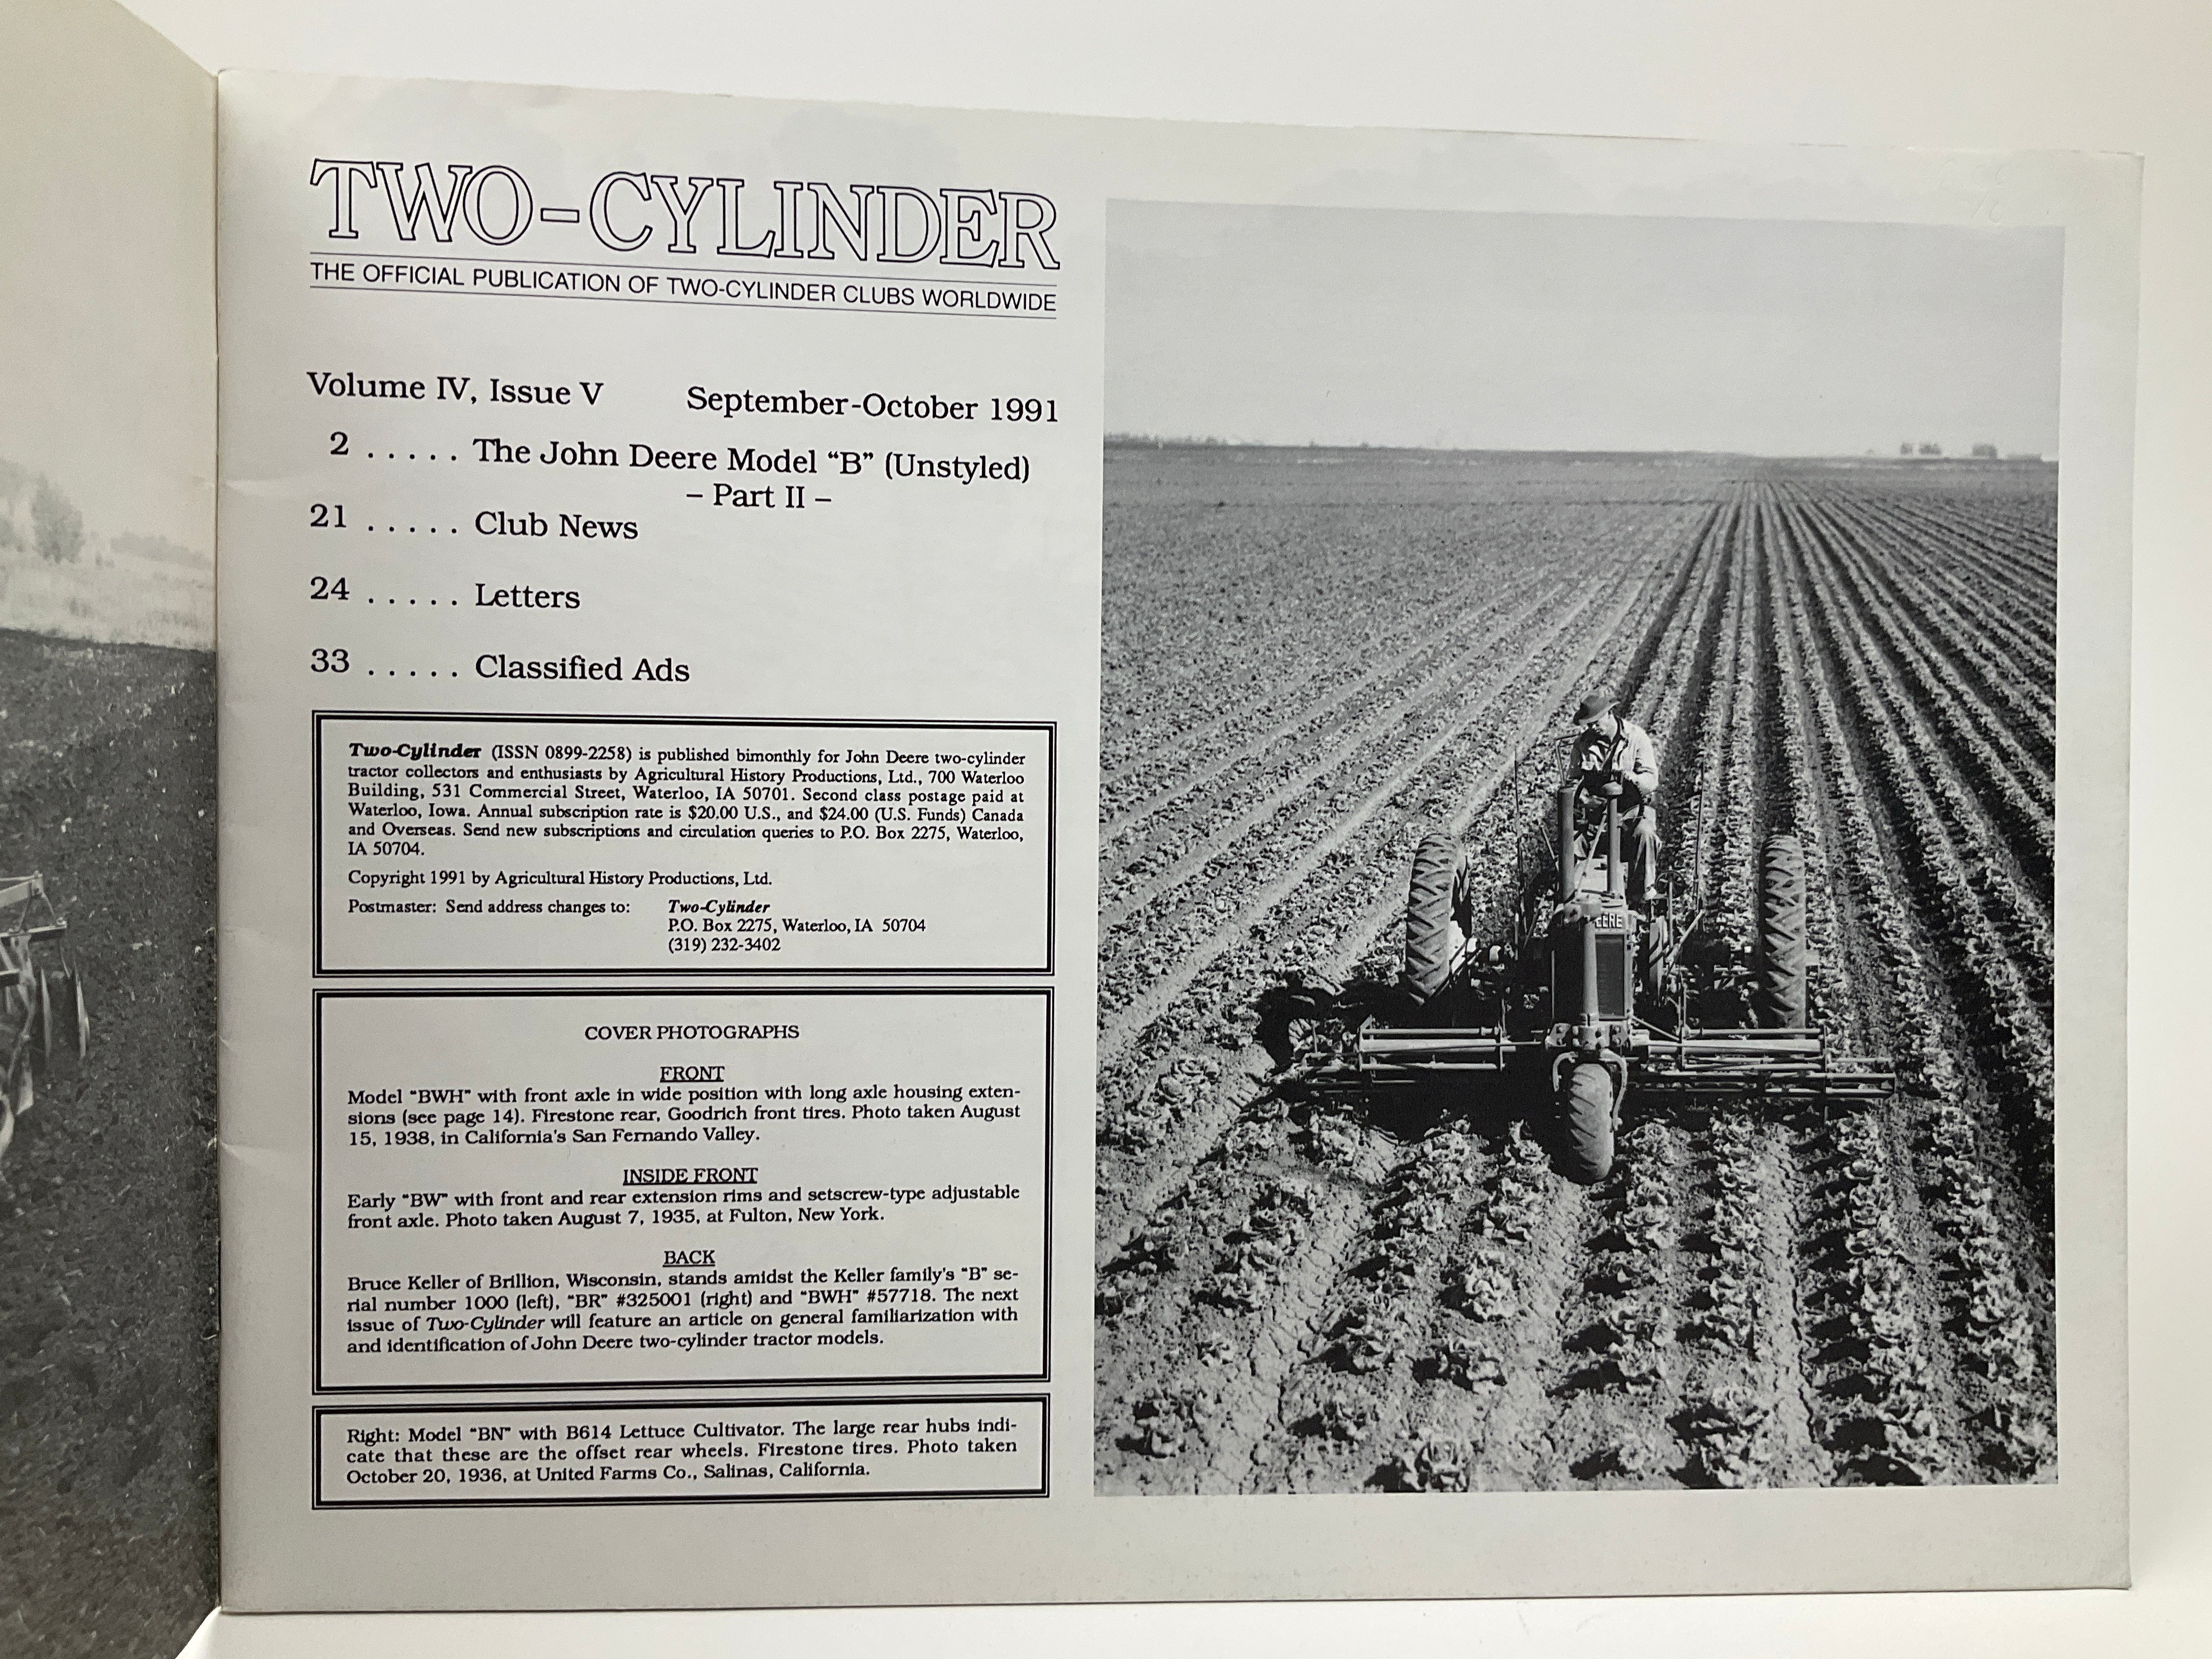 TWO-CYLINDER
THE OFFICIAL PUBLICATION OF TWO-CYLINDER CLUBS WORLDWIDE
Volume IV, Issue V September-October 1991
2 . . . . . The John Deere Model “B” (Unstyled)
– Part II –
21 . . . . . Club News
24 . . . . . Letters
33 . . . . . Classified Ads
Two-Cylinder (ISSN 0899-2258) is published bimonthly for John Deere two-cylinder
tractor collectors and enthusiasts by Agricultural History Productions, Ltd., 700 Waterloo
Building, 531 Commercial Street, Waterloo, IA 50701. Second class postage paid at
Waterloo, Iowa. Annual subscription rate is $20.00 U.S., and $24.00 (U.S. Funds) Canada
and Overseas. Send new subscriptions and circulation queries to P.O. Box 2275, Waterloo,
IA 50704.
Copyright 1991 by Agricultural History Productions, Ltd.
Postmaster: Send address changes to: Two-Cylinder
P.O. Box 2275, Waterloo, IA 50704
(319) 232-3402
COVER PHOTOGRAPHS
FRONT
Model “BWH” with front axle in wide position with long axle housing exten-
sions (see page 14). Firestone rear, Goodrich front tires. Photo taken August
15, 1938, in California's San Fernando Valley.
INSIDE FRONT
Early “BW” with front and rear extension rims and setscrew-type adjustable
front axle. Photo taken August 7, 1935, at Fulton, New York.
BACK
Bruce Keller of Brillion, Wisconsin, stands amidst the Keller family's “B” se-
rial number 1000 (left), “BR” #325001 (right) and “BWH” #57718. The next
issue of Two-Cylinder will feature an article on general familiarization with
and identification of John Deere two-cylinder tractor models.
Right: Model “BN” with B614 Lettuce Cultivator. The large rear hubs indi-
cate that these are the offset rear wheels. Firestone tires. Photo taken
October 20, 1936, at United Farms Co., Salinas, California.
EERE